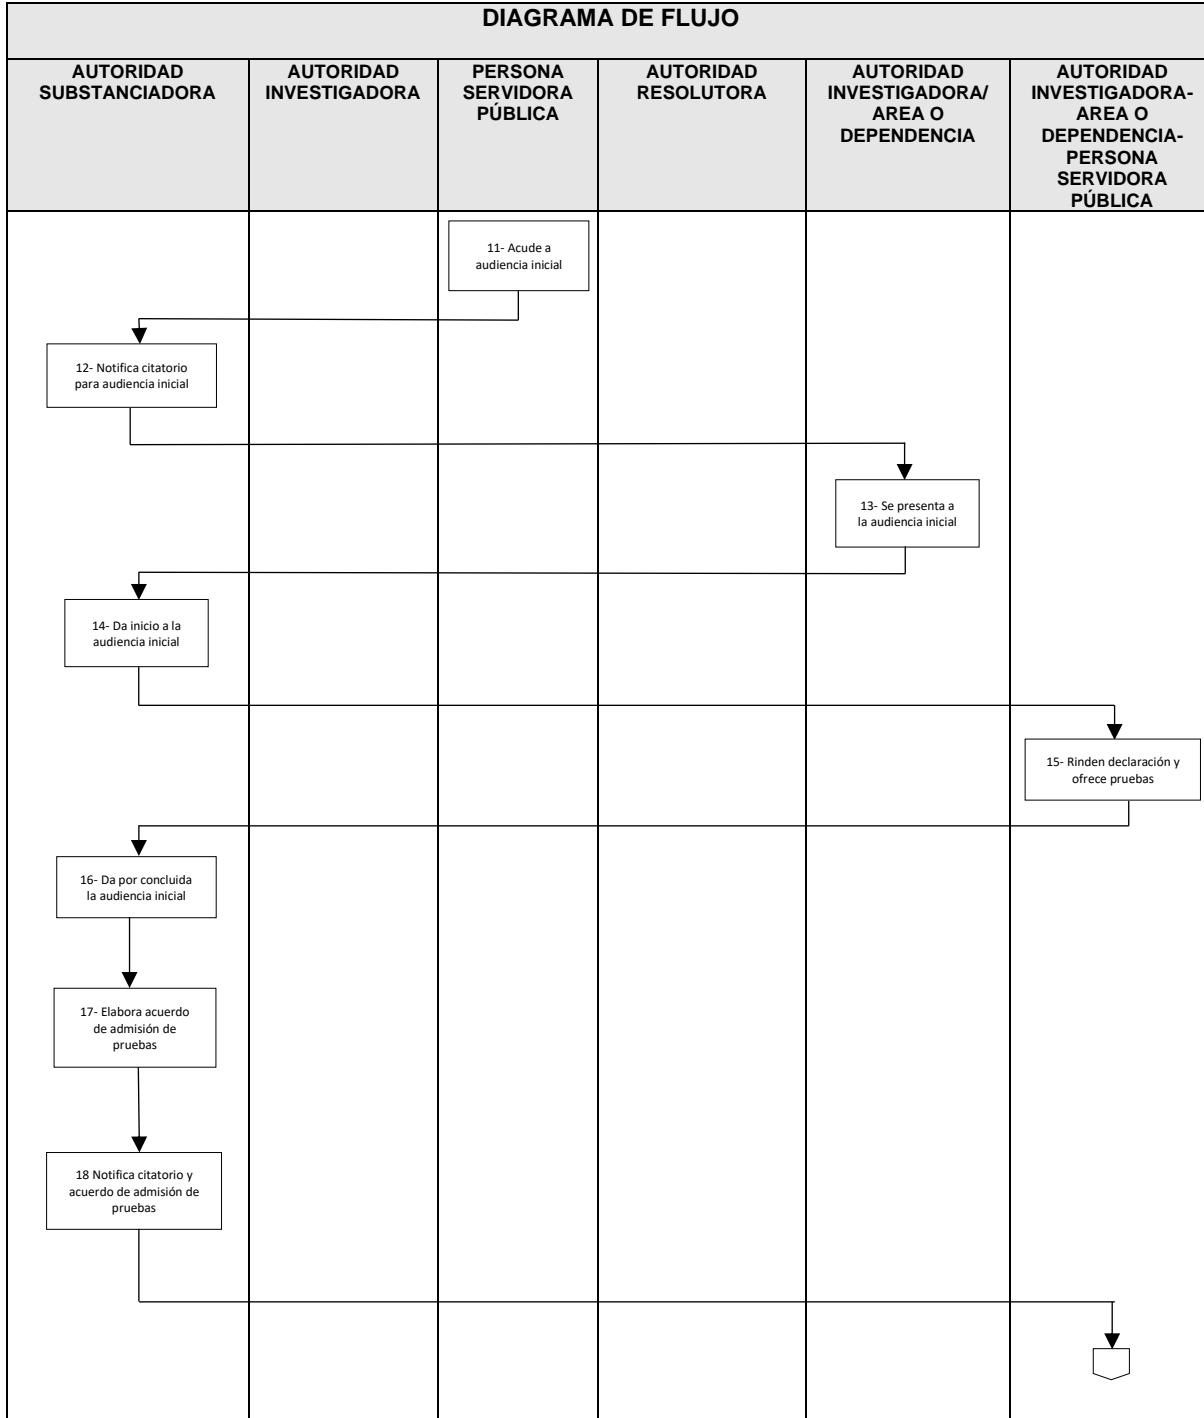 DIAGRAMA DE FLUJO
AUTORIDAD
SUBSTANCIADORA
AUTORIDAD
INVESTIGADORA
PERSONA
SERVIDORA
PÚBLICA
AUTORIDAD
RESOLUTORA
AUTORIDAD
INVESTIGADORA/
AREA O
DEPENDENCIA
AUTORIDAD
INVESTIGADORA-
AREA O
DEPENDENCIA-
PERSONA
SERVIDORA
PÚBLICA
11- Acude a
audiencia inicial
12- Notifica citatorio
para audiencia inicial
13- Se presenta a
la audiencia inicial
14- Da inicio a la
audiencia inicial
15- Rinden declaración y
ofrece pruebas
16- Da por concluida
la audiencia inicial
17- Elabora acuerdo
de admisión de
pruebas
18 Notifica citatorio y
acuerdo de admisión de
pruebas